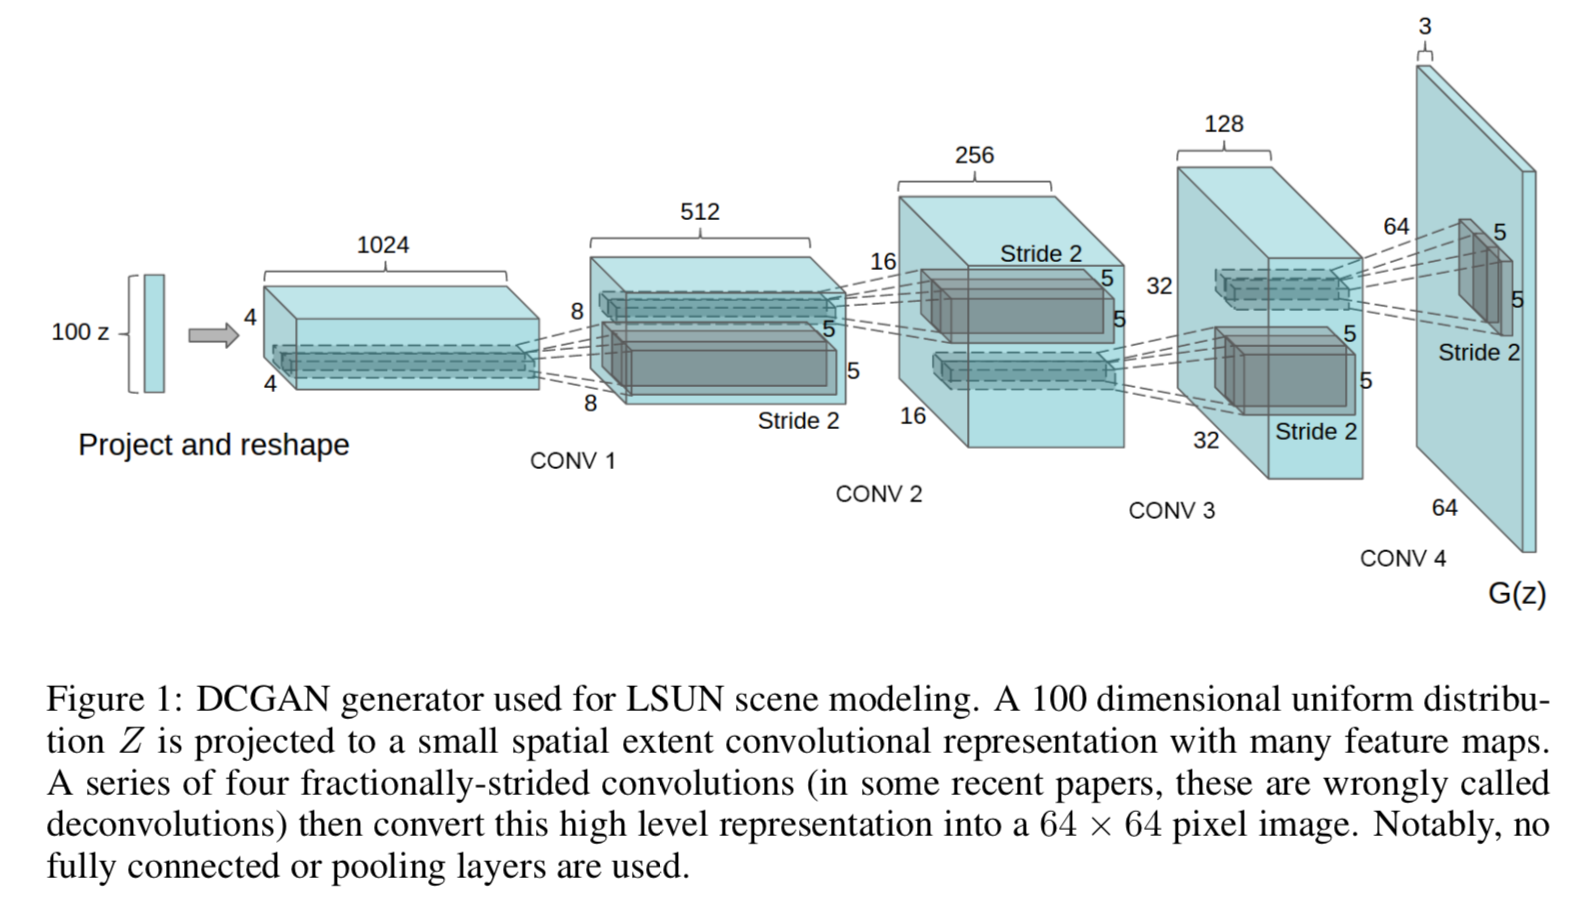 3
128
256
512
1024
64
5
5
Stride 2
16
Stride 2
5
5
32
8
4
100 z
5
5
Stride 2
4
8
16
32
64
5
5
Stride 2
Project and reshape
CONV 1
CONV 2
CONV 3
CONV 4
G(z)
Figure 1: DCGAN generator used for LSUN scene modeling. A 100 dimensional uniform distribu-
tion Z is projected to a small spatial extent convolutional representation with many feature maps.
A series of four fractionally-strided convolutions (in some recent papers, these are wrongly called
deconvolutions) then convert this high level representation into a 64 × 64 pixel image. Notably, no
fully connected or pooling layers are used.